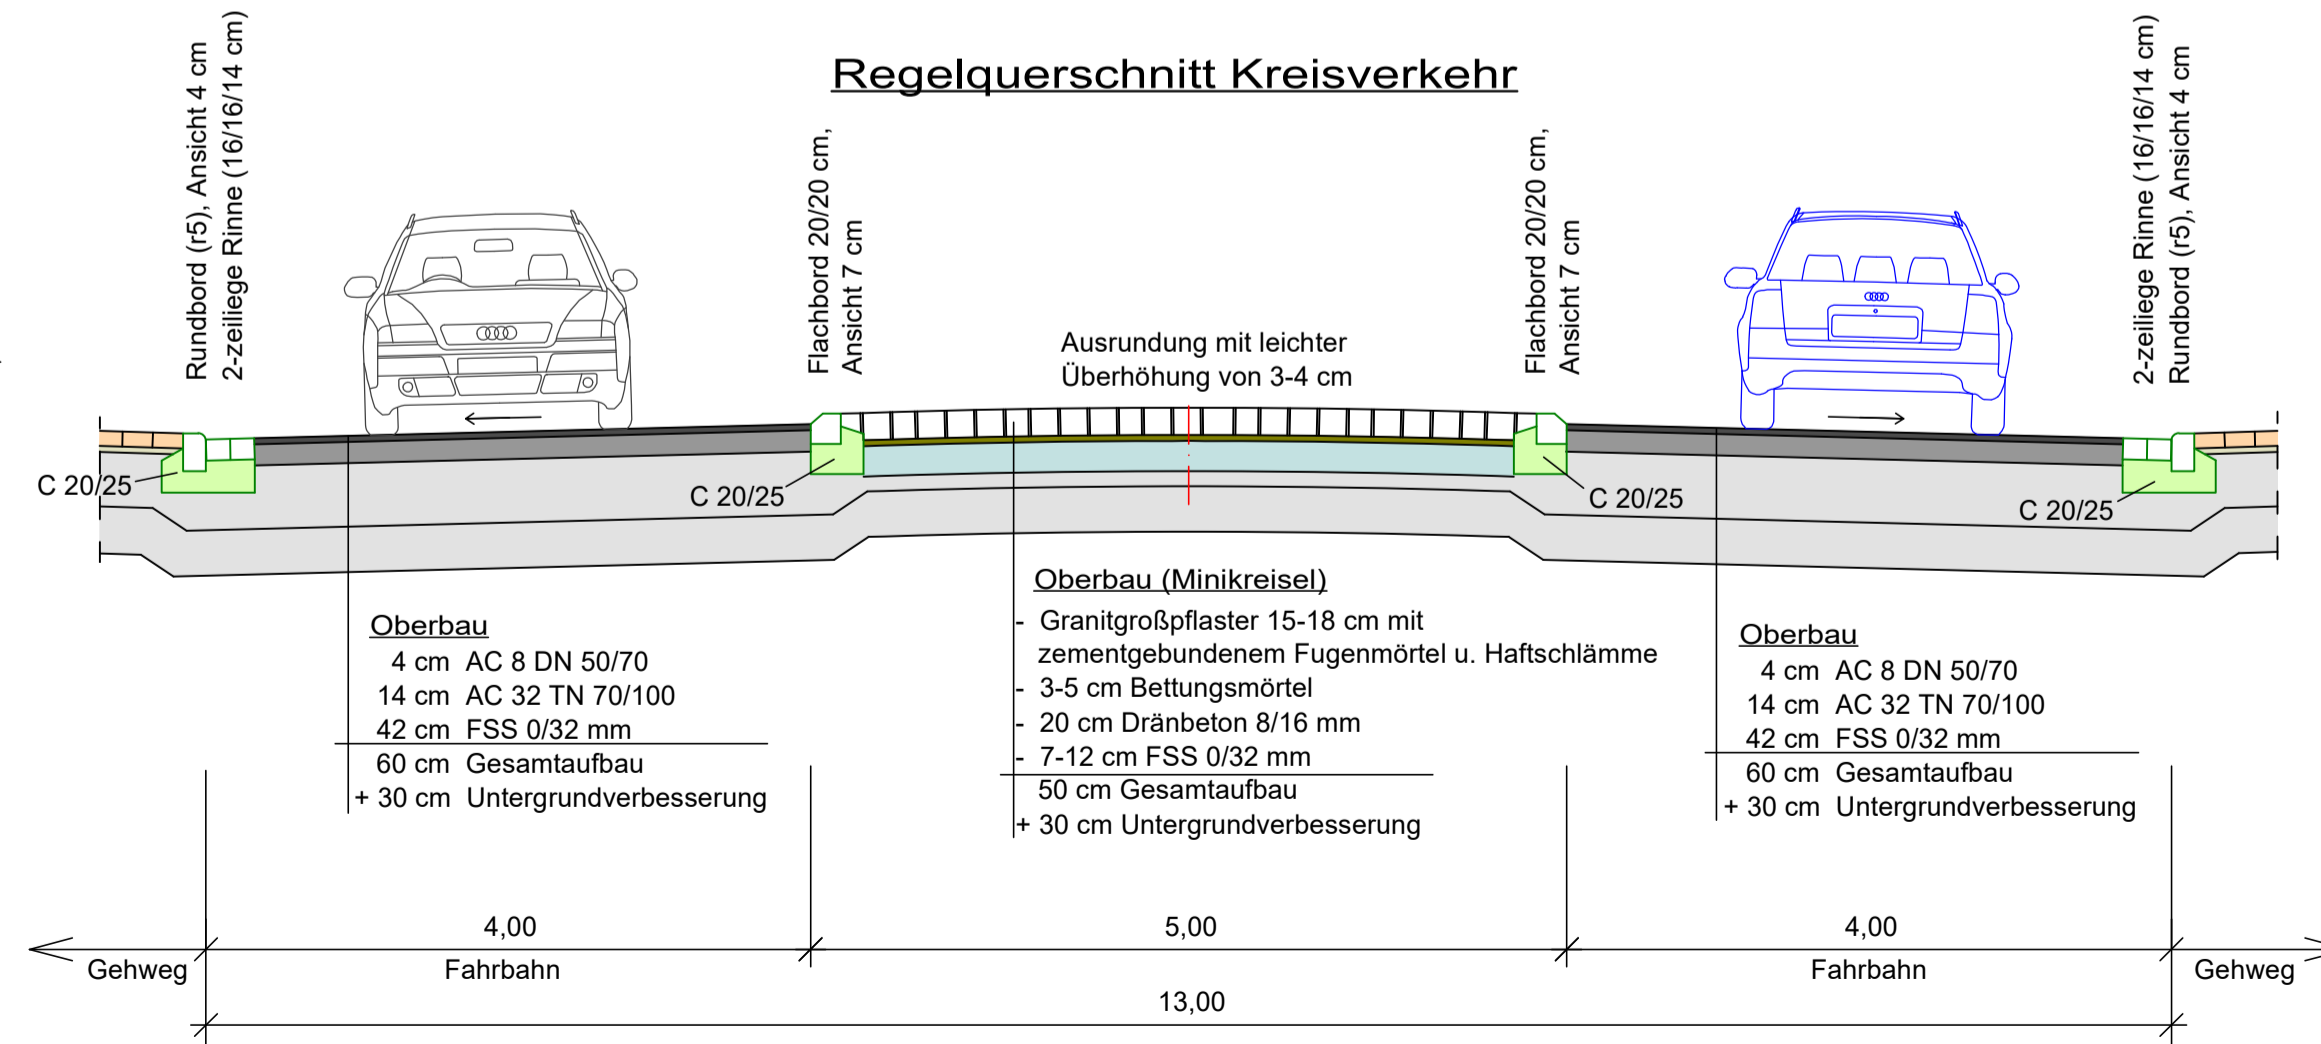 Regelquerschnitt Kreisverkehr
Rundbord (r5), Ansicht 4 cm
2-zeiliege Rinne (16/16/14 cm)
Flachbord 20/20 cm,
Ansicht 7 cm
Flachbord 20/20 cm,
Ansicht 7 cm
2-zeiliege Rinne (16/16/14 cm)
Rundbord (r5), Ansicht 4 cm
Ausrundung mit leichter
Überhöhung von 3-4 cm
C 20/25
C 20/25
C 20/25
C 20/25
Oberbau
4 cm AC 8 DN 50/70
14 cm AC 32 TN 70/100
42 cm FSS 0/32 mm
60 cm Gesamtaufbau
+ 30 cm Untergrundverbesserung
Oberbau (Minikreisel)
- Granitgroßpflaster 15-18 cm mit
zementgebundenem Fugenmörtel u. Haftschlämme
- 3-5 cm Bettungsmörtel
- 20 cm Dränbeton 8/16 mm
- 7-12 cm FSS 0/32 mm
50 cm Gesamtaufbau
+ 30 cm Untergrundverbesserung
Oberbau
4 cm AC 8 DN 50/70
14 cm AC 32 TN 70/100
42 cm FSS 0/32 mm
60 cm Gesamtaufbau
+ 30 cm Untergrundverbesserung
4,00
5,00
4,00
Gehweg
Fahrbahn
Fahrbahn
Gehweg
13,00